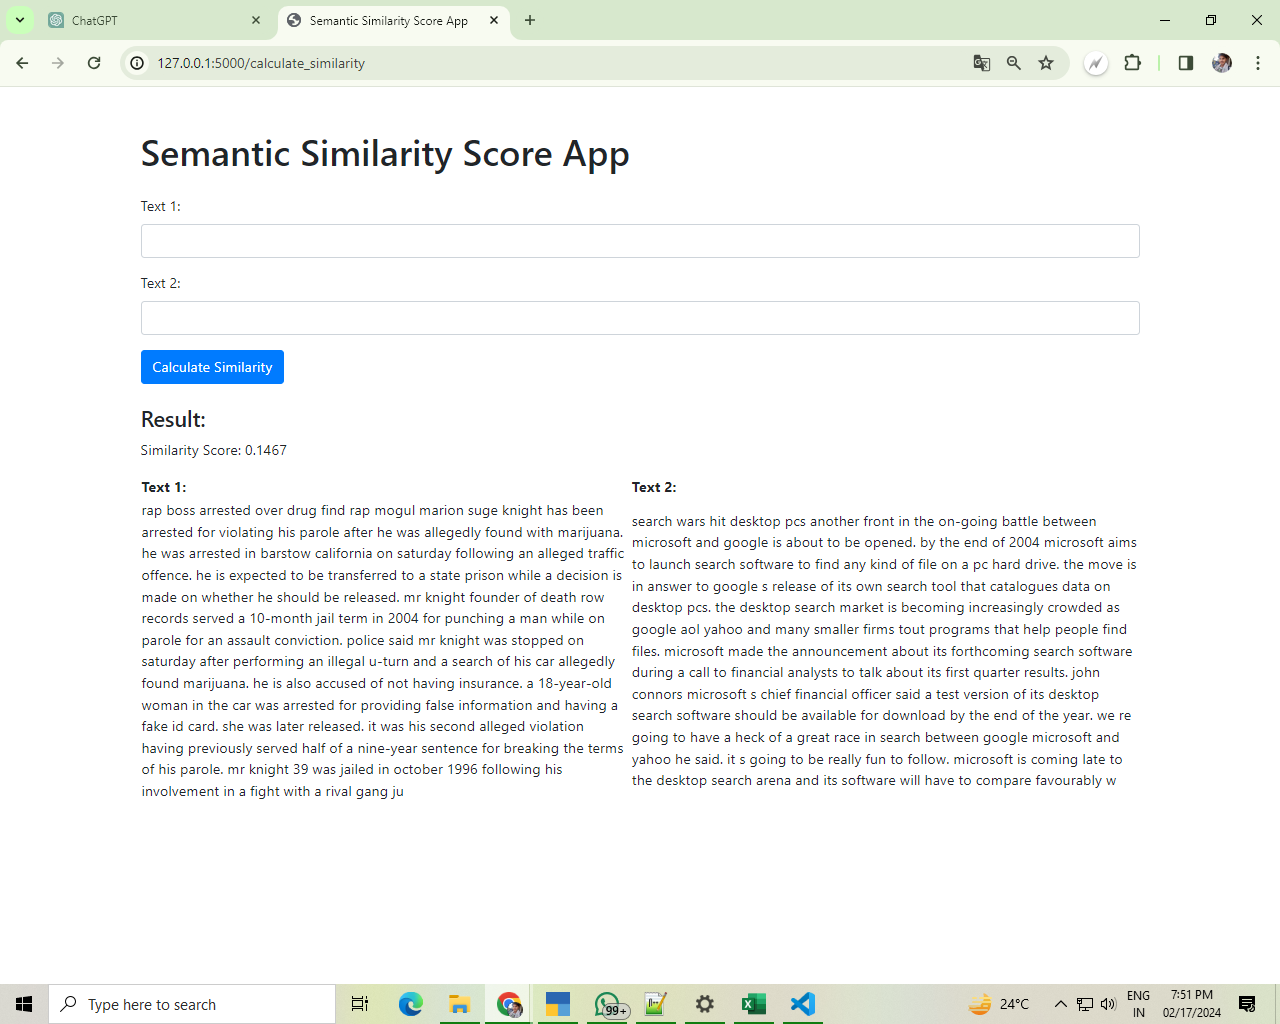 ChatGPT
Semantic Similarity Score App
127.0.0.1:5000/calculate_similarity
Semantic Similarity Score App
Text 1:
Text 2:
Calculate Similarity
Result:
Similarity Score: 0.1467
Text 1:
rap boss arrested over drug find rap mogul marion suge knight has been
arrested for violating his parole after he was allegedly found with marijuana.
he was arrested in barstow california on saturday following an alleged traffic
offence. he is expected to be transferred to a state prison while a decision is
made on whether he should be released. mr knight founder of death row
records served a 10-month jail term in 2004 for punching a man while on
parole for an assault conviction. police said mr knight was stopped on
saturday after performing an illegal u-turn and a search of his car allegedly
found marijuana. he is also accused of not having insurance. a 18-year-old
woman in the car was arrested for providing false information and having a
fake id card. she was later released. it was his second alleged violation
having previously served half of a nine-year sentence for breaking the terms
of his parole. mr knight 39 was jailed in october 1996 following his
involvement in a fight with a rival gang ju
Text 2:
search wars hit desktop pcs another front in the on-going battle between
microsoft and google is about to be opened. by the end of 2004 microsoft aims
to launch search software to find any kind of file on a pc hard drive. the move is
in answer to google s release of its own search tool that catalogues data on
desktop pcs. the desktop search market is becoming increasingly crowded as
google aol yahoo and many smaller firms tout programs that help people find
files. microsoft made the announcement about its forthcoming search software
during a call to financial analysts to talk about its first quarter results. john
connors microsoft s chief financial officer said a test version of its desktop
search software should be available for download by the end of the year. we re
going to have a heck of a great race in search between google microsoft and
yahoo he said. it s going to be really fun to follow. microsoft is coming late to
the desktop search arena and its software will have to compare favourably w
Type here to search
99+
24°C
ENG
IN
7:51 PM
02/17/2024